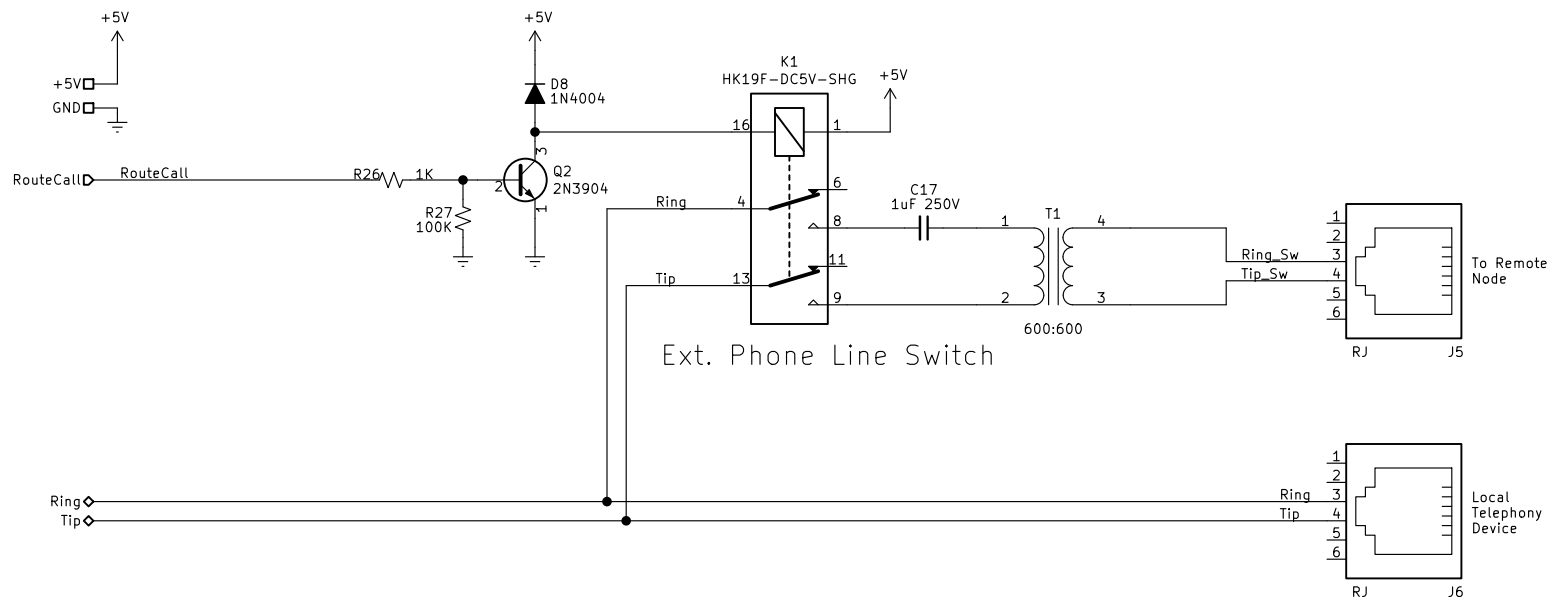 +5V
+5V
GND
RouteCall
RouteCall
R26
1K
R27
100K
+5V
D8
1N4004
3
2
1
Q2
2N3904
K1
HK19F-DC5V-SHG
+5V
16
1
6
Ring
4
8
11
Tip
13
9
C17
1uF 250V
1
2
T1
4
3
600:600
Ext. Phone Line Switch
Ring_Sw
Tip_Sw
1
2
3
4
5
6
RJ
J5
To Remote
Node
Ring
Tip
Ring
Tip
1
2
3
4
5
6
RJ
J6
Local
Telephony
Device